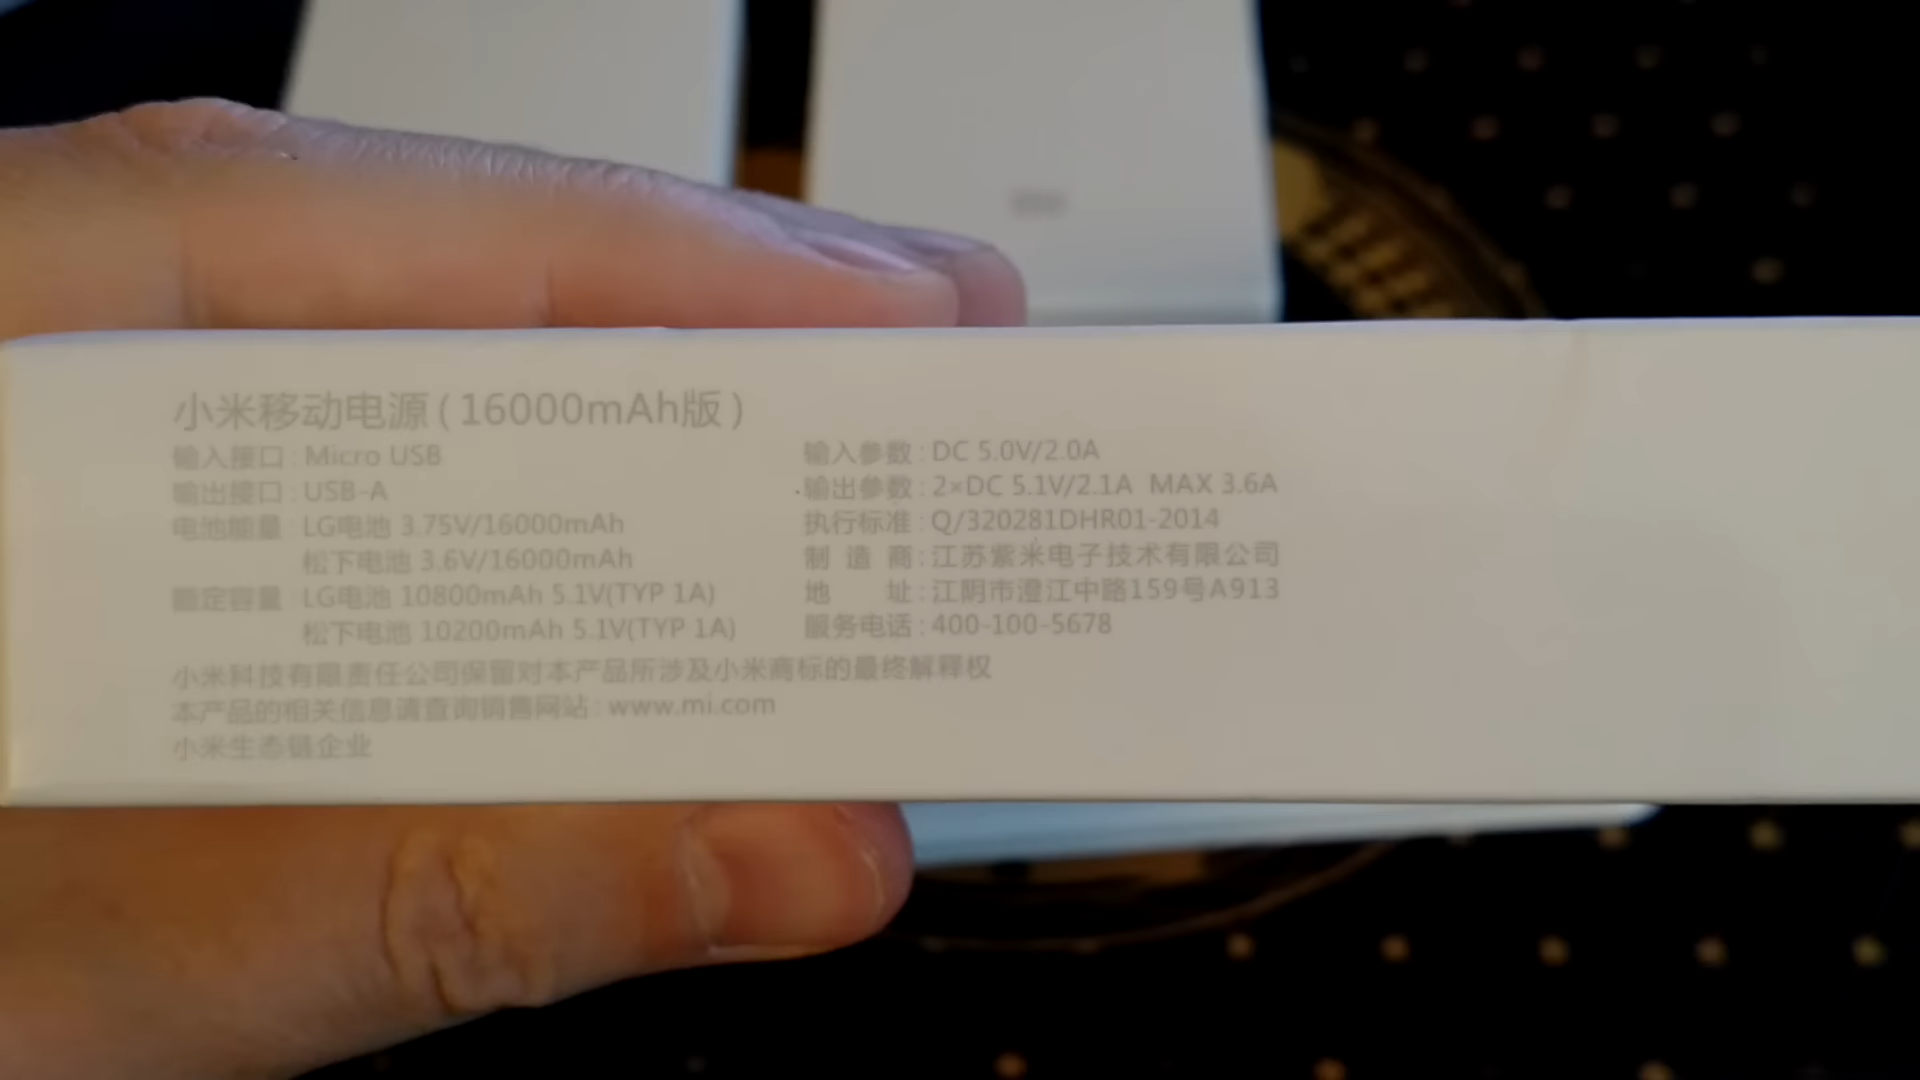 小米移动电源(16000mAh版)
输入接口: Micro USB
输出接口: USB-A
电池能量: LG电池 3.75V/16000mAh
松下电池 3.6V/16000mAh
额定容量: LG电池 10800mAh 5.1V(TYP 1A)
松下电池 10200mAh 5.1V(TYP 1A)
输入参数: DC 5.0V/2.0A
输出参数: 2×DC 5.1V/2.1A MAX 3.6A
执行标准: Q/320281DHR01-2014
制造商: 江苏紫米电子技术有限公司
地址: 江阴市澄江中路159号A913
服务电话: 400-100-5678
小米科技有限责任公司保留对本产品所涉及小米商标的最终解释权
本产品的相关信息请查询销售网站: www.mi.com
小米生态链企业